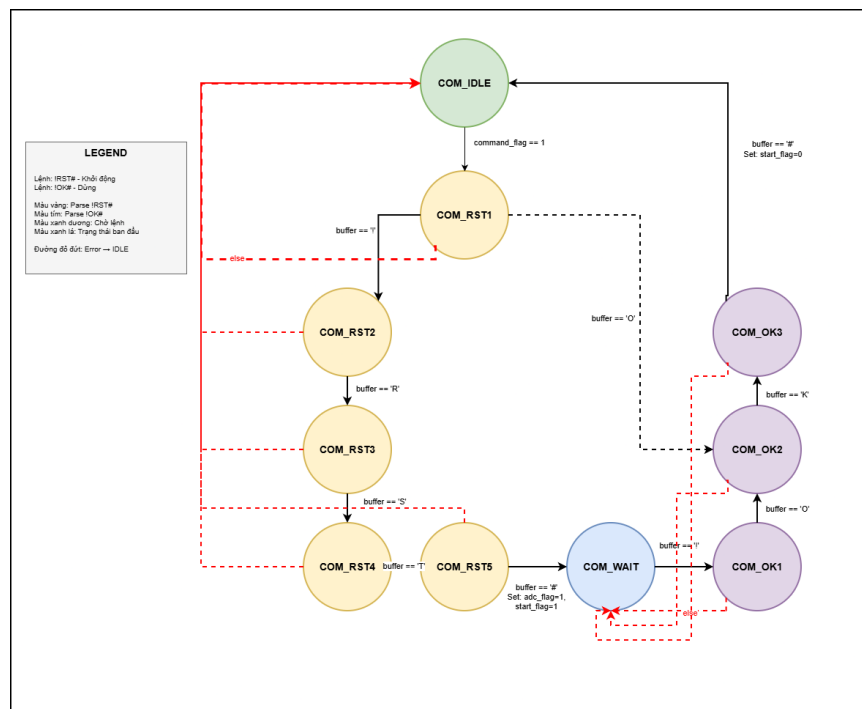 COM_IDLE
command_flag == 1
buffer == '#'
Set: start_flag=0
LEGEND
Lệnh: !RST# - Khởi động
Lệnh: !OK# - Dừng
Màu vàng: Parse !RST#
Màu tím: Parse !OK#
Màu xanh dương: Chờ lệnh
Màu xanh lá: Trạng thái ban đầu
Đường đỏ đứt: Error → IDLE
COM_RST1
buffer == '!'
else
COM_RST2
buffer == 'O'
COM_OK3
buffer == 'R'
buffer == 'K'
COM_RST3
COM_OK2
buffer == 'S'
buffer == 'O'
COM_RST4
buffer == 'T'
COM_RST5
COM_WAIT
buffer == '!'
COM_OK1
buffer == '#'
Set: adc_flag=1,
start_flag=1
else